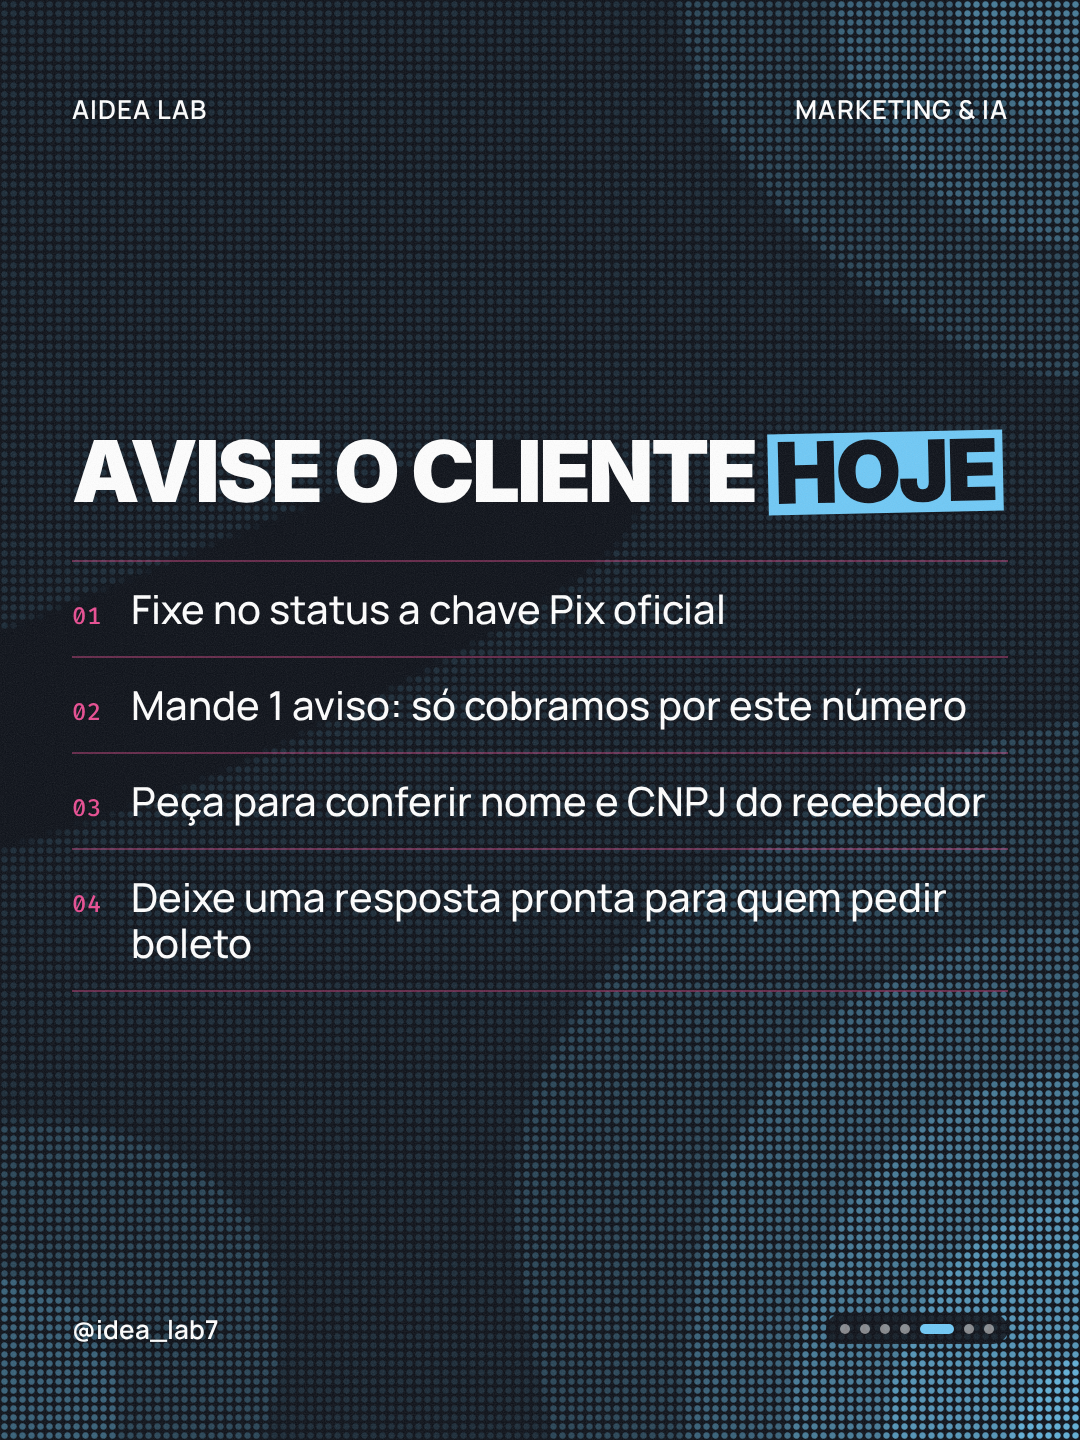 AIDEA LAB
MARKETING & IA
AVISE O CLIENTE HOJE
01 Fixe no status a chave Pix oficial
02 Mande 1 aviso: só cobramos por este número
03 Peça para conferir nome e CNPJ do recebedor
04 Deixe uma resposta pronta para quem pedir
boleto
@idea_lab7